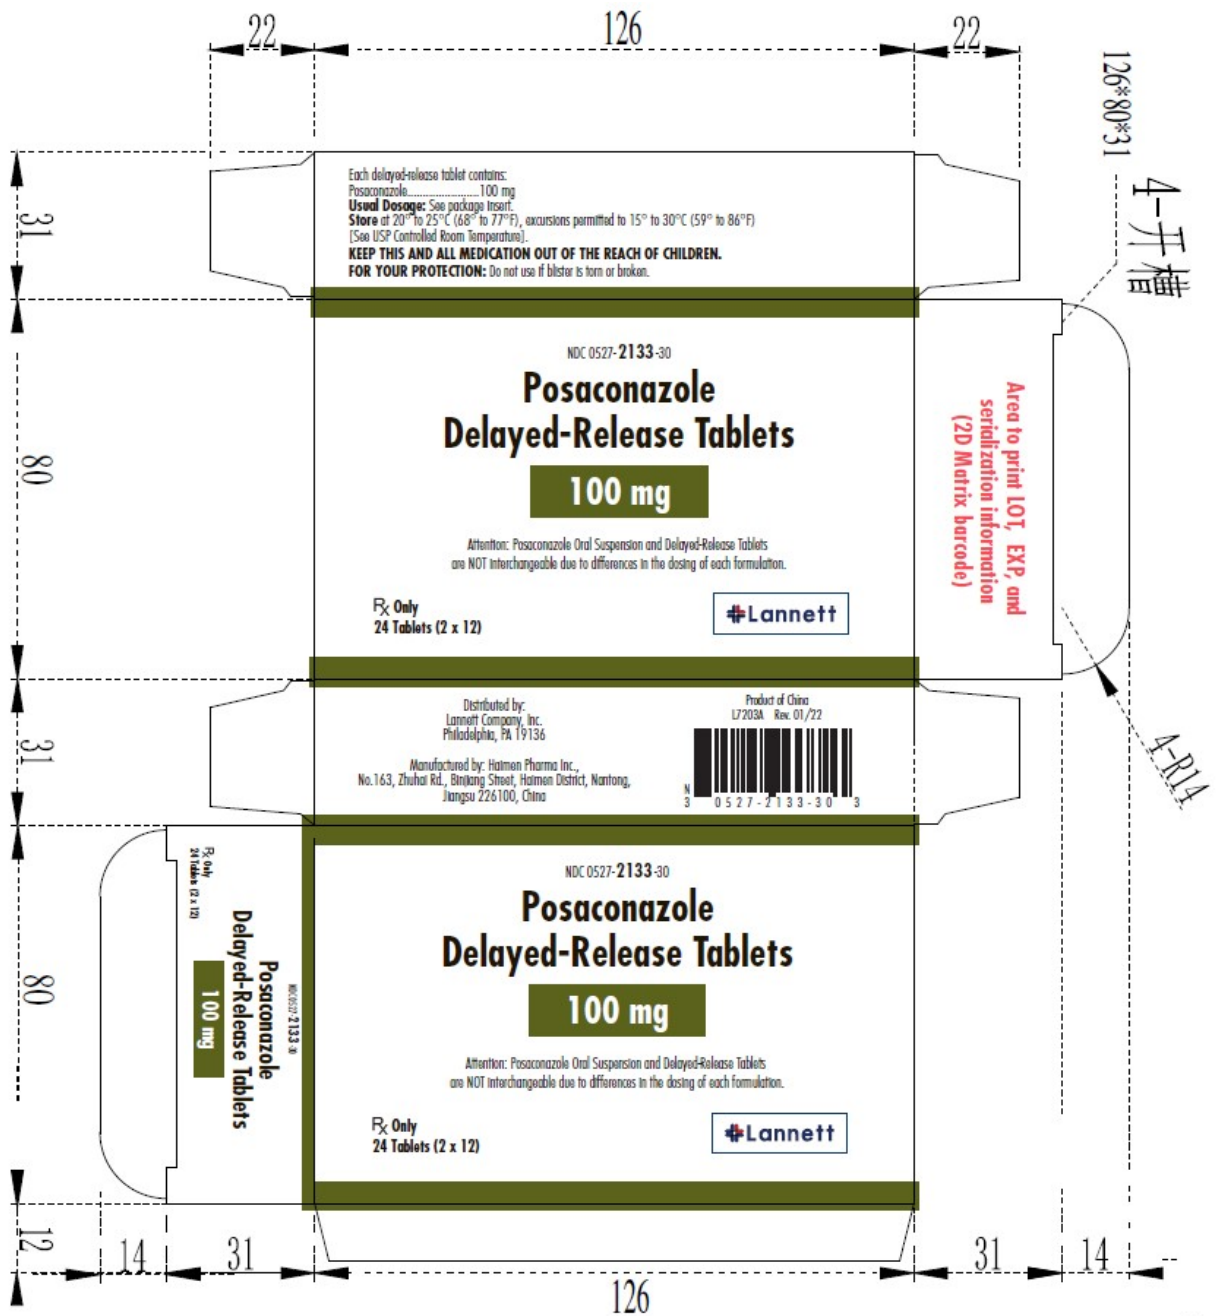 22
126
22
126*80*31
4-开槽
31
Each delayed-release tablet contains:
Posaconazole........................100 mg
Usual Dosage: See package insert.
Store at 20° to 25°C (68° to 77°F), excursions permitted to 15° to 30°C (59° to 86°F)
[See USP Controlled Room Temperature].
KEEP THIS AND ALL MEDICATION OUT OF THE REACH OF CHILDREN.
FOR YOUR PROTECTION: Do not use if blister is torn or broken.
80
NDC 0527-2133-30
Posaconazole
Delayed-Release Tablets
100 mg
Attention: Posaconazole Oral Suspension and Delayed-Release Tablets
are NOT interchangeable due to differences in the dosing of each formulation.
Rx Only
24 Tablets (2 x 12)
Lannett
Area to print LOT, EXP, and
serialization information
(2D Matrix barcode)
4-R14
31
Distributed by:
Lannett Company, Inc.
Philadelphia, PA 19136
Manufactured by: Haimen Pharma Inc.,
No.163, Zhuhai Rd., Binjiang Street, Haimen District, Nantong,
Jiangsu 226100, China
Product of China
L7203A Rev. 01/22
N
3 0527-2133-30 3
80
NDC0527-2133-30
Posaconazole
Delayed-Release Tablets
100 mg
Rx Only
24 Tablets (2 x 12)
NDC 0527-2133-30
Posaconazole
Delayed-Release Tablets
100 mg
Attention: Posaconazole Oral Suspension and Delayed-Release Tablets
are NOT interchangeable due to differences in the dosing of each formulation.
Rx Only
24 Tablets (2 x 12)
Lannett
12
14
31
126
31
14